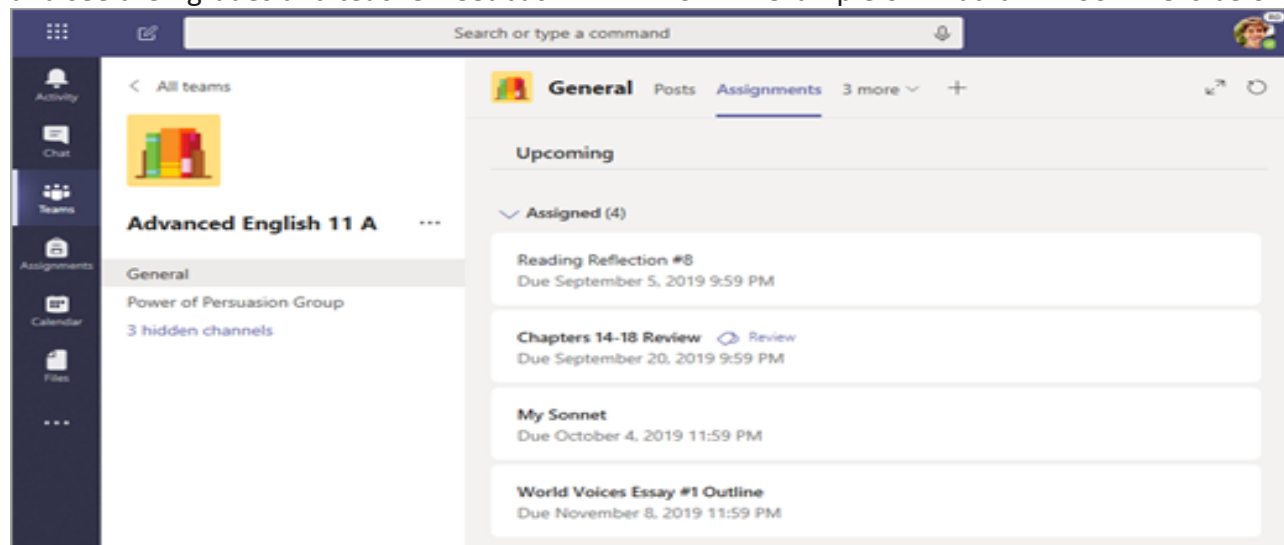 Search or type a command
Activity
Chat
Teams
Assignments
Calendar
Files
All teams
Advanced English 11 A
General
Power of Persuasion Group
3 hidden channels
General Posts Assignments 3 more
Upcoming
Assigned (4)
Reading Reflection #8
Due September 5, 2019 9:59 PM
Chapters 14-18 Review Review
Due September 20, 2019 9:59 PM
My Sonnet
Due October 4, 2019 11:59 PM
World Voices Essay #1 Outline
Due November 8, 2019 11:59 PM